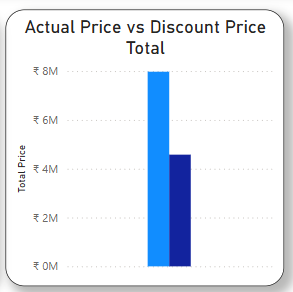 Actual Price vs Discount Price
Total
₹ 8M
₹ 6M
₹ 4M
₹ 2M
₹ 0M
Total Price